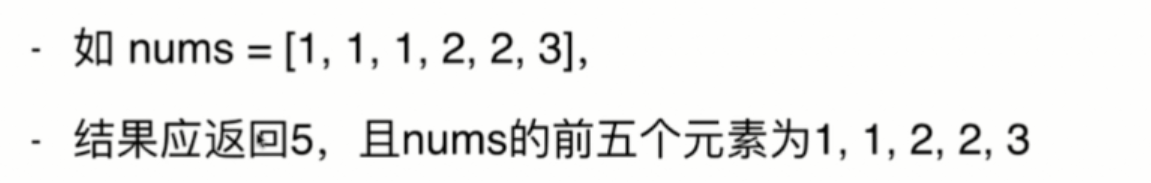 - 如 nums = [1, 1, 1, 2, 2, 3],
- 结果应返回5，且nums的前五个元素为1, 1, 2, 2, 3